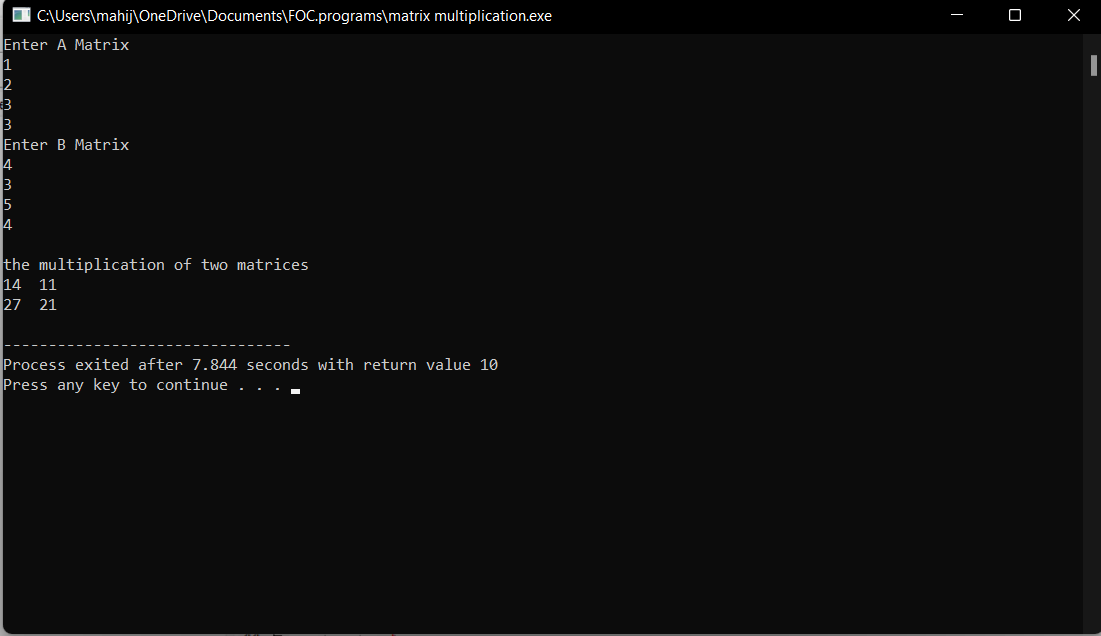 C:\Users\mahij\OneDrive\Documents\FOC.programs\matrix multiplication.exe
Enter A Matrix
1
2
3
3
Enter B Matrix
4
3
5
4
the multiplication of two matrices
14  11
27  21
--------------------------------
Process exited after 7.844 seconds with return value 10
Press any key to continue . . .